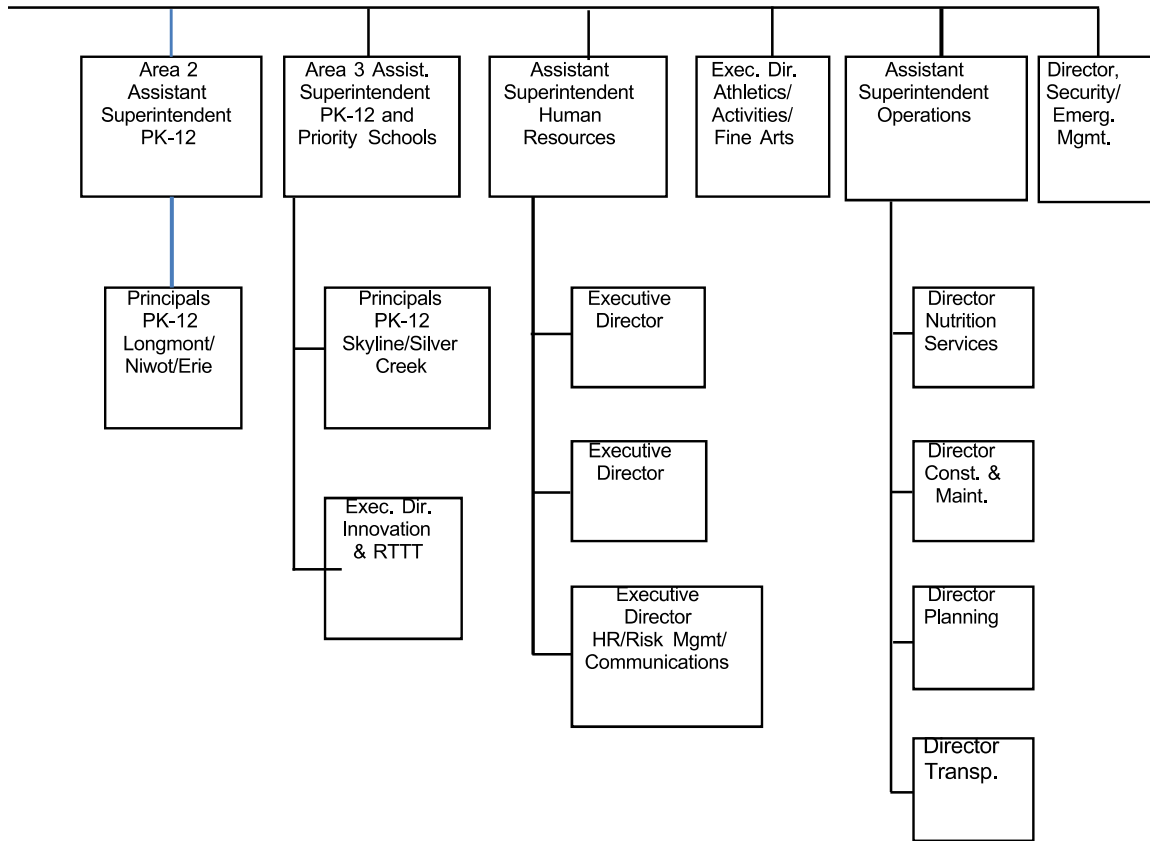 Area 2
Assistant
Superintendent
PK-12
Area 3 Assist.
Superintendent
PK-12 and
Priority Schools
Assistant
Superintendent
Human
Resources
Exec. Dir.
Athletics/
Activities/
Fine Arts
Assistant
Superintendent
Operations
Director,
Security/
Emerg.
Mgmt.
Principals
PK-12
Longmont/
Niwot/Erie
Principals
PK-12
Skyline/Silver
Creek
Exec. Dir.
Innovation
& RTTT
Executive
Director
Executive
Director
Executive
Director
HR/Risk Mgmt/
Communications
Director
Nutrition
Services
Director
Const. &
Maint.
Director
Planning
Director
Transp.